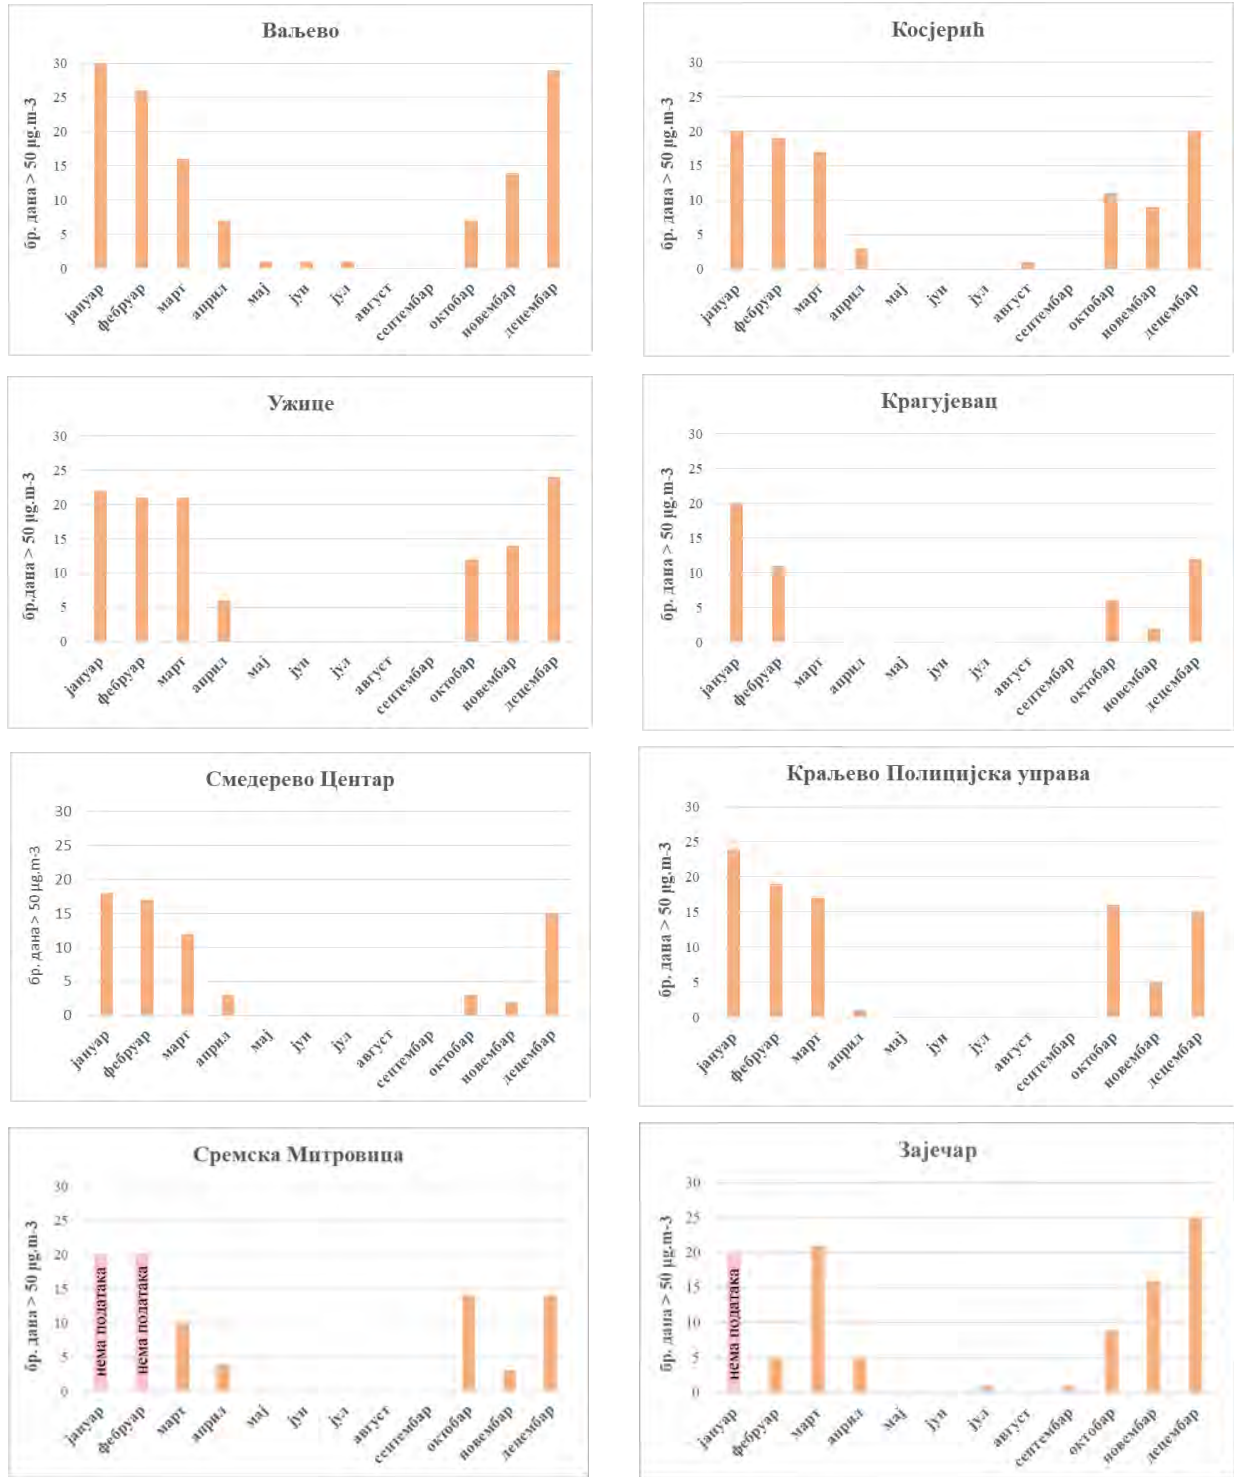 Ваљево
бр. дана > 50 µg.m-3
30
25
20
15
10
5
0
јануар
фебруар
март
април
мај
јун
јул
август
септембар
октобар
новембар
децембар
Косјерић
бр. дана > 50 µg.m-3
30
25
20
15
10
5
0
јануар
фебруар
март
април
мај
јун
јул
август
септембар
октобар
новембар
децембар
Ужице
бр.дана > 50 µg.m-3
30
25
20
15
10
5
0
јануар
фебруар
март
април
мај
јун
јул
август
септембар
октобар
новембар
децембар
Крагујевац
бр. дана > 50 µg.m-3
30
25
20
15
10
5
0
јануар
фебруар
март
април
мај
јун
јул
август
септембар
октобар
новембар
децембар
Смедерево Центар
бр. дана > 50 µg.m-3
30
25
20
15
10
5
0
јануар
фебруар
март
април
мај
јун
јул
август
септембар
октобар
новембар
децембар
Краљево Полицијска управа
бр. дана > 50 µg.m-3
30
25
20
15
10
5
0
јануар
фебруар
март
април
мај
јун
јул
август
септембар
октобар
новембар
децембар
Сремска Митровица
бр. дана > 50 µg.m-3
30
25
20
15
10
5
0
нема података
нема података
јануар
фебруар
март
април
мај
јун
јул
август
септембар
октобар
новембар
децембар
Зајечар
бр. дана > 50 µg.m-3
30
25
20
15
10
5
0
нема података
јануар
фебруар
март
април
мај
јун
јул
август
септембар
октобар
новембар
децембар